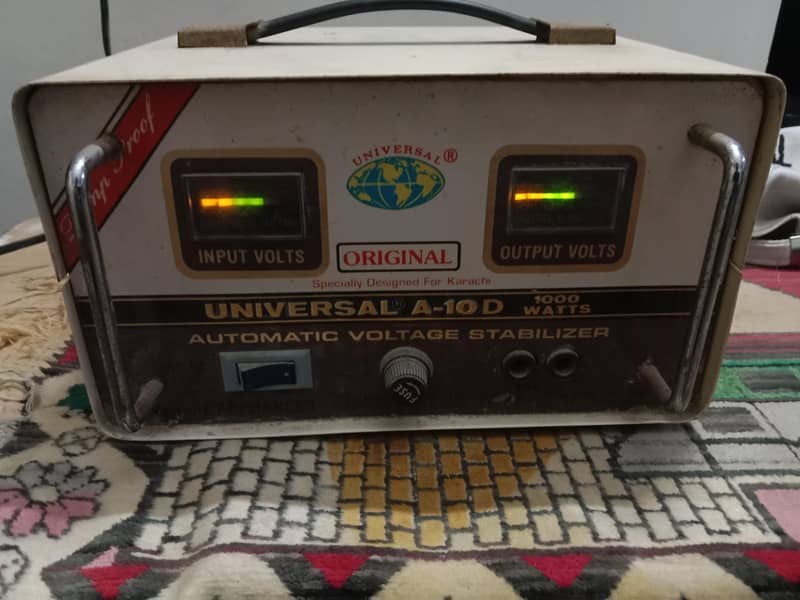 Damp Proof
UNIVERSAL®
INPUT VOLTS
OUTPUT VOLTS
ORIGINAL
Specially Designed For Karachi
UNIVERSAL® A-10D 1000 WATTS
AUTOMATIC VOLTAGE STABILIZER
FUSE